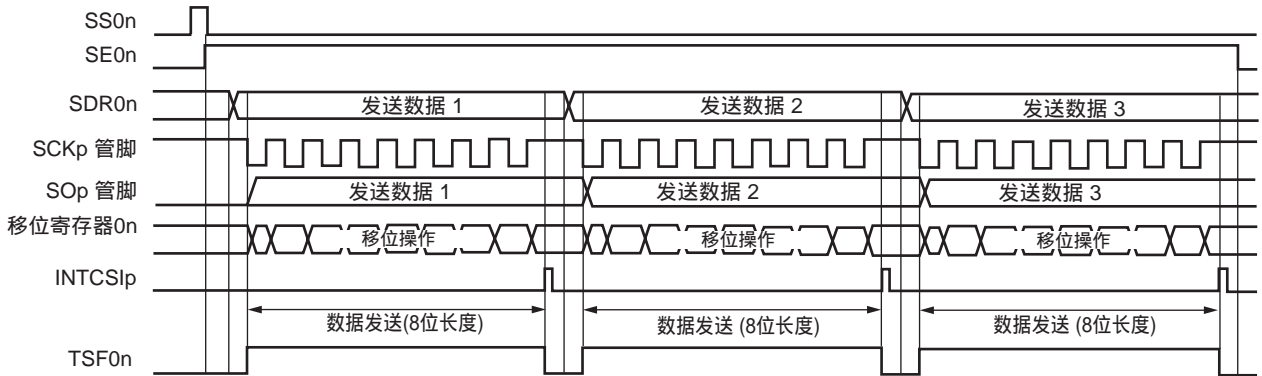 SS0n
SE0n
SDR0n 发送数据 1 发送数据 2 发送数据 3
SCKp 管脚
SOp 管脚 发送数据 1 发送数据 2 发送数据 3
移位寄存器0n 移位操作 移位操作 移位操作
INTCSIp
数据发送(8位长度) 数据发送 (8位长度) 数据发送 (8位长度)
TSF0n